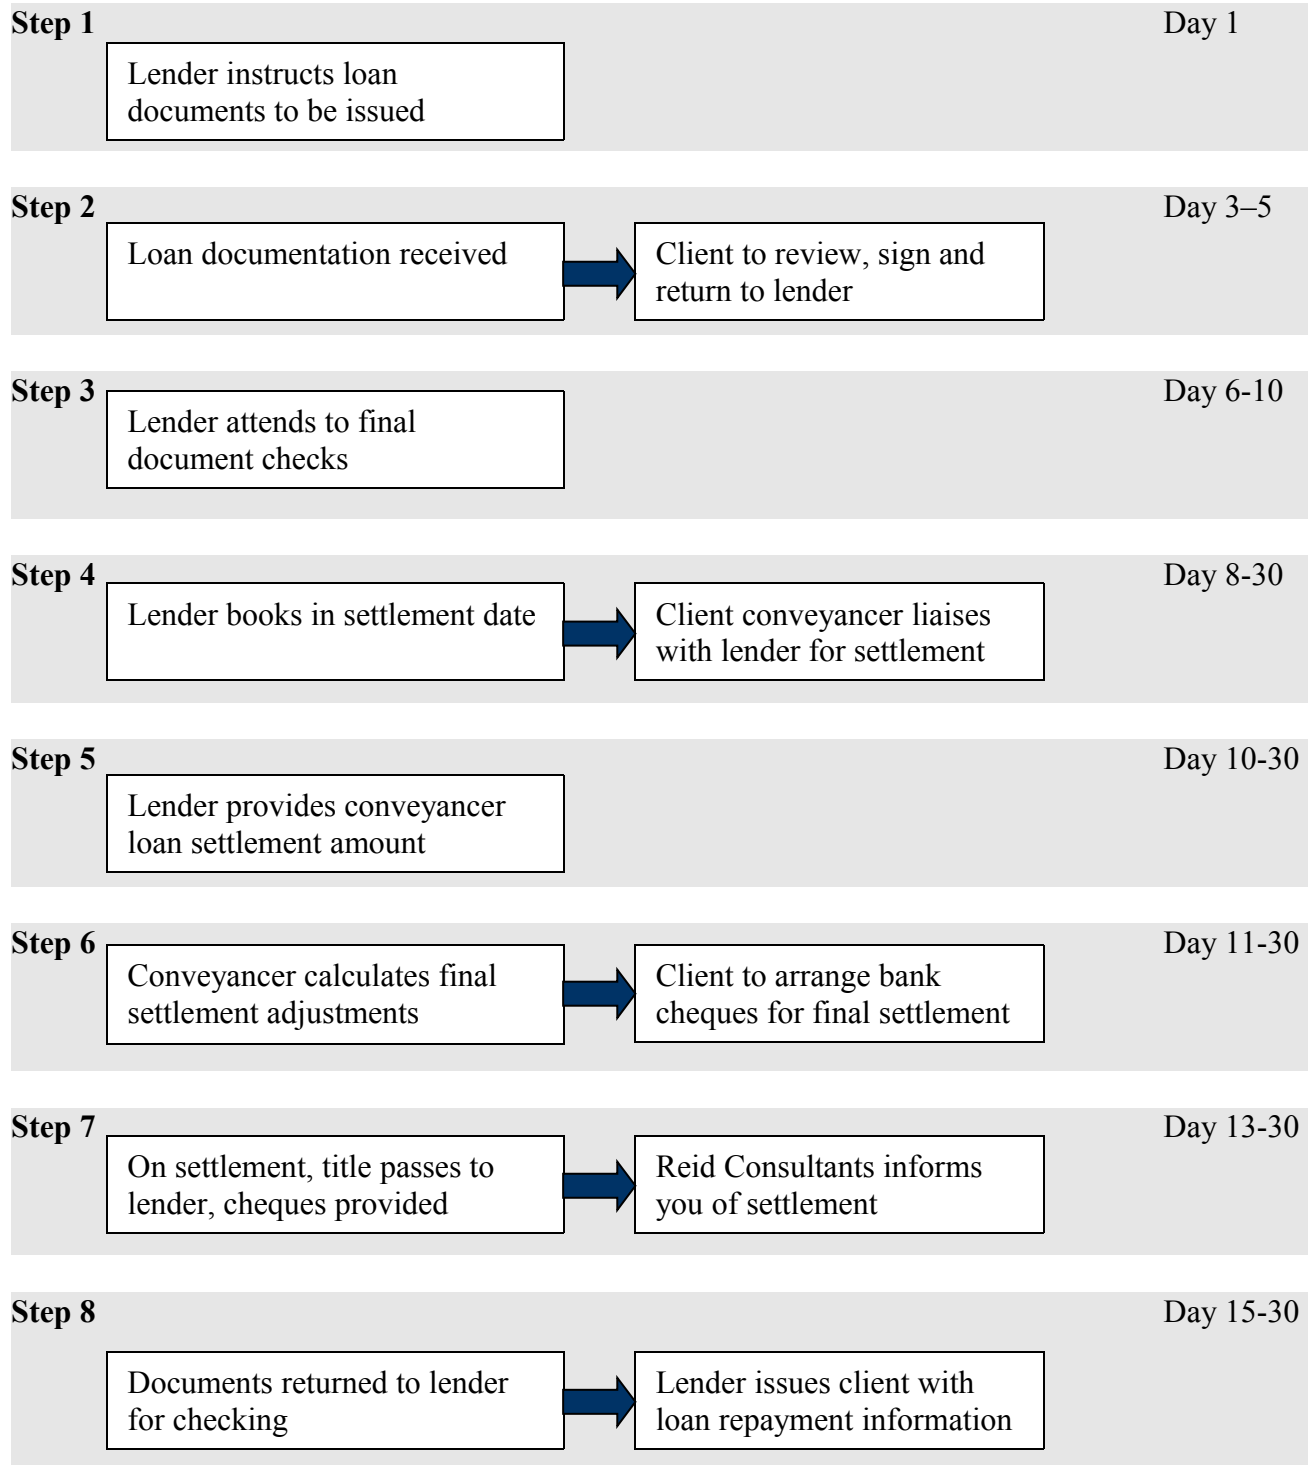 Step 1
Day 1
Lender instructs loan
documents to be issued
Step 2
Day 3–5
Loan documentation received
Client to review, sign and
return to lender
Step 3
Day 6-10
Lender attends to final
document checks
Step 4
Day 8-30
Lender books in settlement date
Client conveyancer liaises
with lender for settlement
Step 5
Day 10-30
Lender provides conveyancer
loan settlement amount
Step 6
Day 11-30
Conveyancer calculates final
settlement adjustments
Client to arrange bank
cheques for final settlement
Step 7
Day 13-30
On settlement, title passes to
lender, cheques provided
Reid Consultants informs
you of settlement
Step 8
Day 15-30
Documents returned to lender
for checking
Lender issues client with
loan repayment information